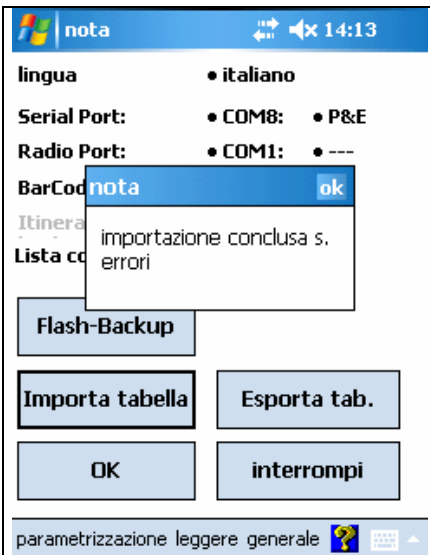 nota 14:13
lingua • italiano
Serial Port: • COM8: • P&E
Radio Port: • COM1: • ---
BarCod
nota ok
Itinera
importazione conclusa s.
errori
Lista co
Flash-Backup
Importa tabella Esporta tab.
OK interrompi
parametrizzazione leggere generale ?